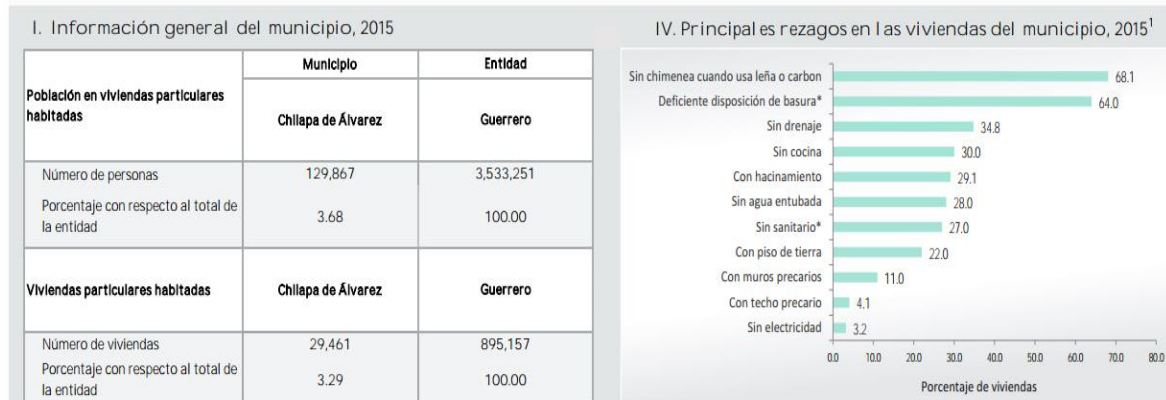 I. Información general del municipio, 2015
Municipio Entidad
Población en viviendas particulares
habitadas
Chilapa de Álvarez Guerrero
Número de personas 129,867 3,533,251
Porcentaje con respecto al total de
la entidad
3.68 100.00
Viviendas particulares habitadas Chilapa de Álvarez Guerrero
Número de viviendas 29,461 895,157
Porcentaje con respecto al total de
la entidad
3.29 100.00
IV. Principales rezagos en las viviendas del municipio, 2015¹
Sin chimenea cuando usa leña o carbon 68.1
Deficiente disposición de basura* 64.0
Sin drenaje 34.8
Sin cocina 30.0
Con hacinamiento 29.1
Sin agua entubada 28.0
Sin sanitario* 27.0
Con piso de tierra 22.0
Con muros precarios 11.0
Con techo precario 4.1
Sin electricidad 3.2
0.0 10.0 20.0 30.0 40.0 50.0 60.0 70.0 80.0
Porcentaje de viviendas